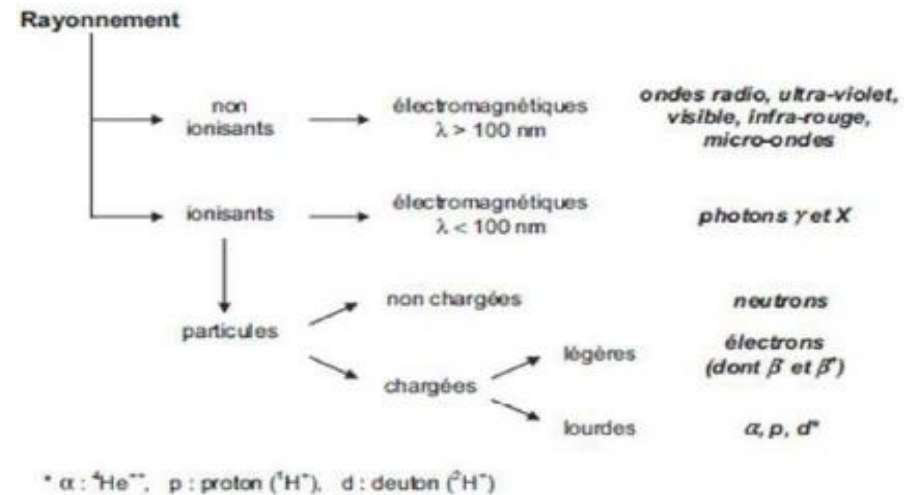 Rayonnement
non
ionisants
électromagnétiques
λ > 100 nm
ondes radio, ultra-violet,
visible, infra-rouge,
micro-ondes
ionisants
électromagnétiques
λ < 100 nm
photons γ et X
particules
non chargées
neutrons
chargées
légères
électrons
(dont β⁻ et β⁺)
lourdes
α, p, d*
* α : ⁴He⁺⁺, p : proton (¹H⁺), d : deuton (²H⁺)